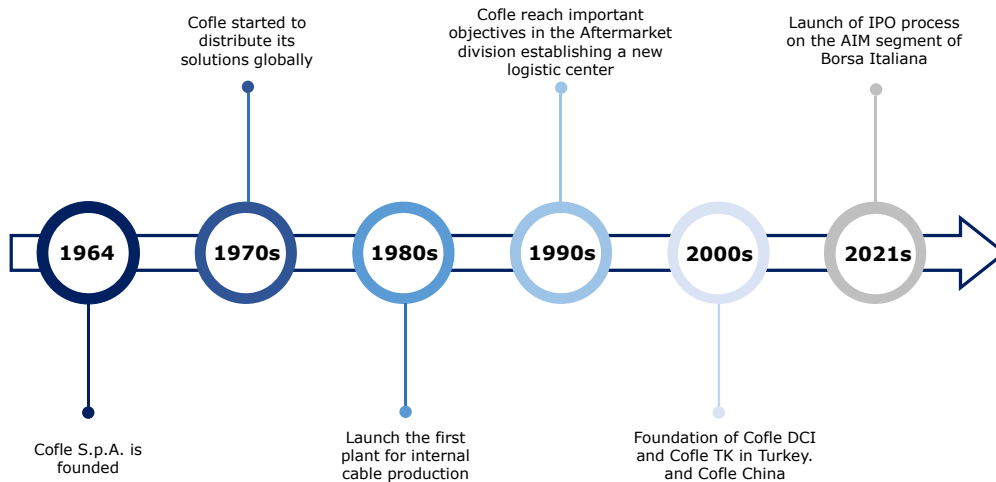 Cofle started to
distribute its
solutions globally
Cofle reach important
objectives in the Aftermarket
division establishing a new
logistic center
Launch of IPO process
on the AIM segment of
Borsa Italiana
1964
1970s
1980s
1990s
2000s
2021s
Cofle S.p.A. is
founded
Launch the first
plant for internal
cable production
Foundation of Cofle DCI
and Cofle TK in Turkey.
and Cofle China